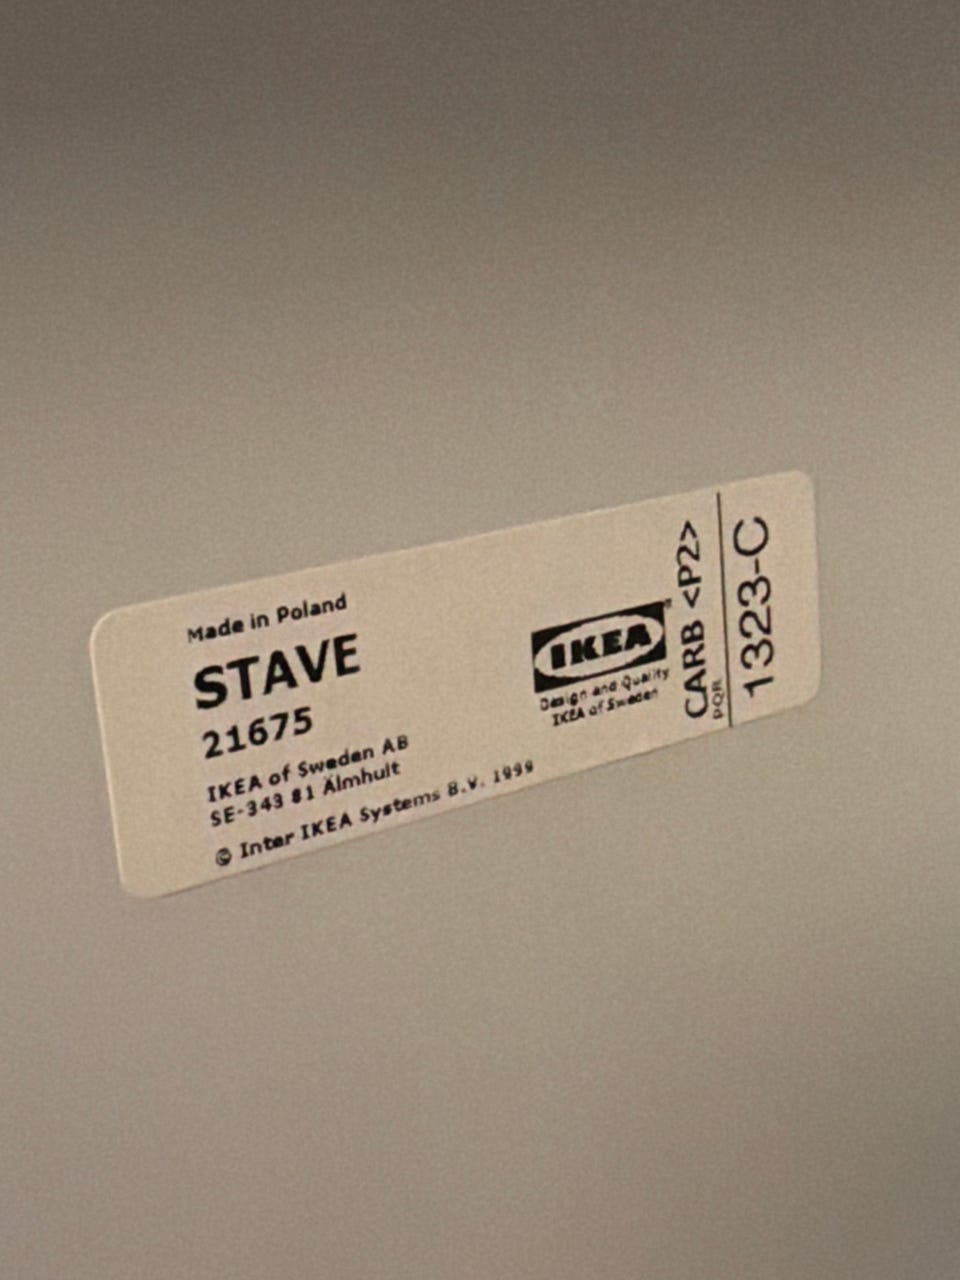 Made in Poland
STAVE
21675
IKEA of Sweden AB
SE-343 81 Älmhult
© Inter IKEA Systems B.V. 1999
IKEA®
Design and Quality
IKEA of Sweden
CARB <P2>
PQR
1323-C